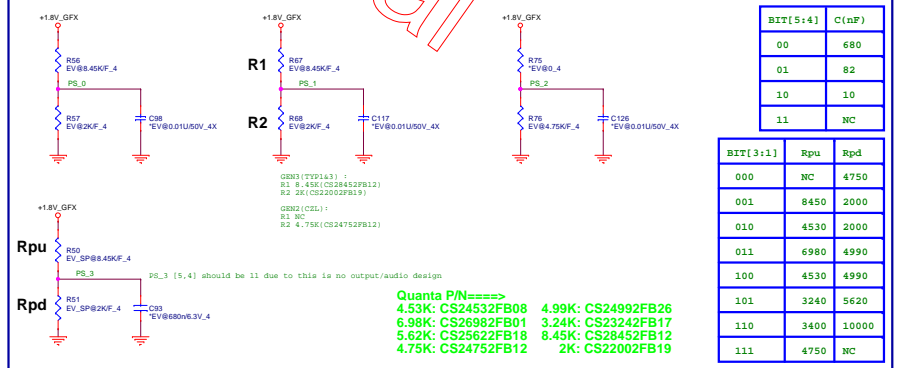 +1.8V_GFX
R56
EV@8.45K/F_4
PS_0
R57
EV@2K/F_4
C98
*EV@0.01U/50V_4X
+1.8V_GFX
R1
R67
EV@8.45K/F_4
PS_1
R2
R68
EV@2K/F_4
C117
*EV@0.01U/50V_4X
GEN3(TYP1&3) :
R1 8.45K(CS28452FB12)
R2 2K(CS22002FB19)
GEN2(CZL):
R1 NC
R2 4.75K(CS24752FB12)
+1.8V_GFX
R75
*EV@0_4
PS_2
R76
EV@4.75K/F_4
C126
*EV@0.01U/50V_4X
BIT[5:4] C(nF)
00 680
01 82
10 10
11 NC
BIT[3:1] Rpu Rpd
000 NC 4750
001 8450 2000
010 4530 2000
011 6980 4990
100 4530 4990
101 3240 5620
110 3400 10000
111 4750 NC
+1.8V_GFX
Rpu
R50
EV_SP@8.45K/F_4
PS_3
PS_3 [5,4] should be 11 due to this is no output/audio design
Rpd
R51
EV_SP@2K/F_4
C93
*EV@680n/6.3V_4
Quanta P/N====>
4.53K: CS24532FB08 4.99K: CS24992FB26
6.98K: CS26982FB01 3.24K: CS23242FB17
5.62K: CS25622FB18 8.45K: CS28452FB12
4.75K: CS24752FB12 2K: CS22002FB19